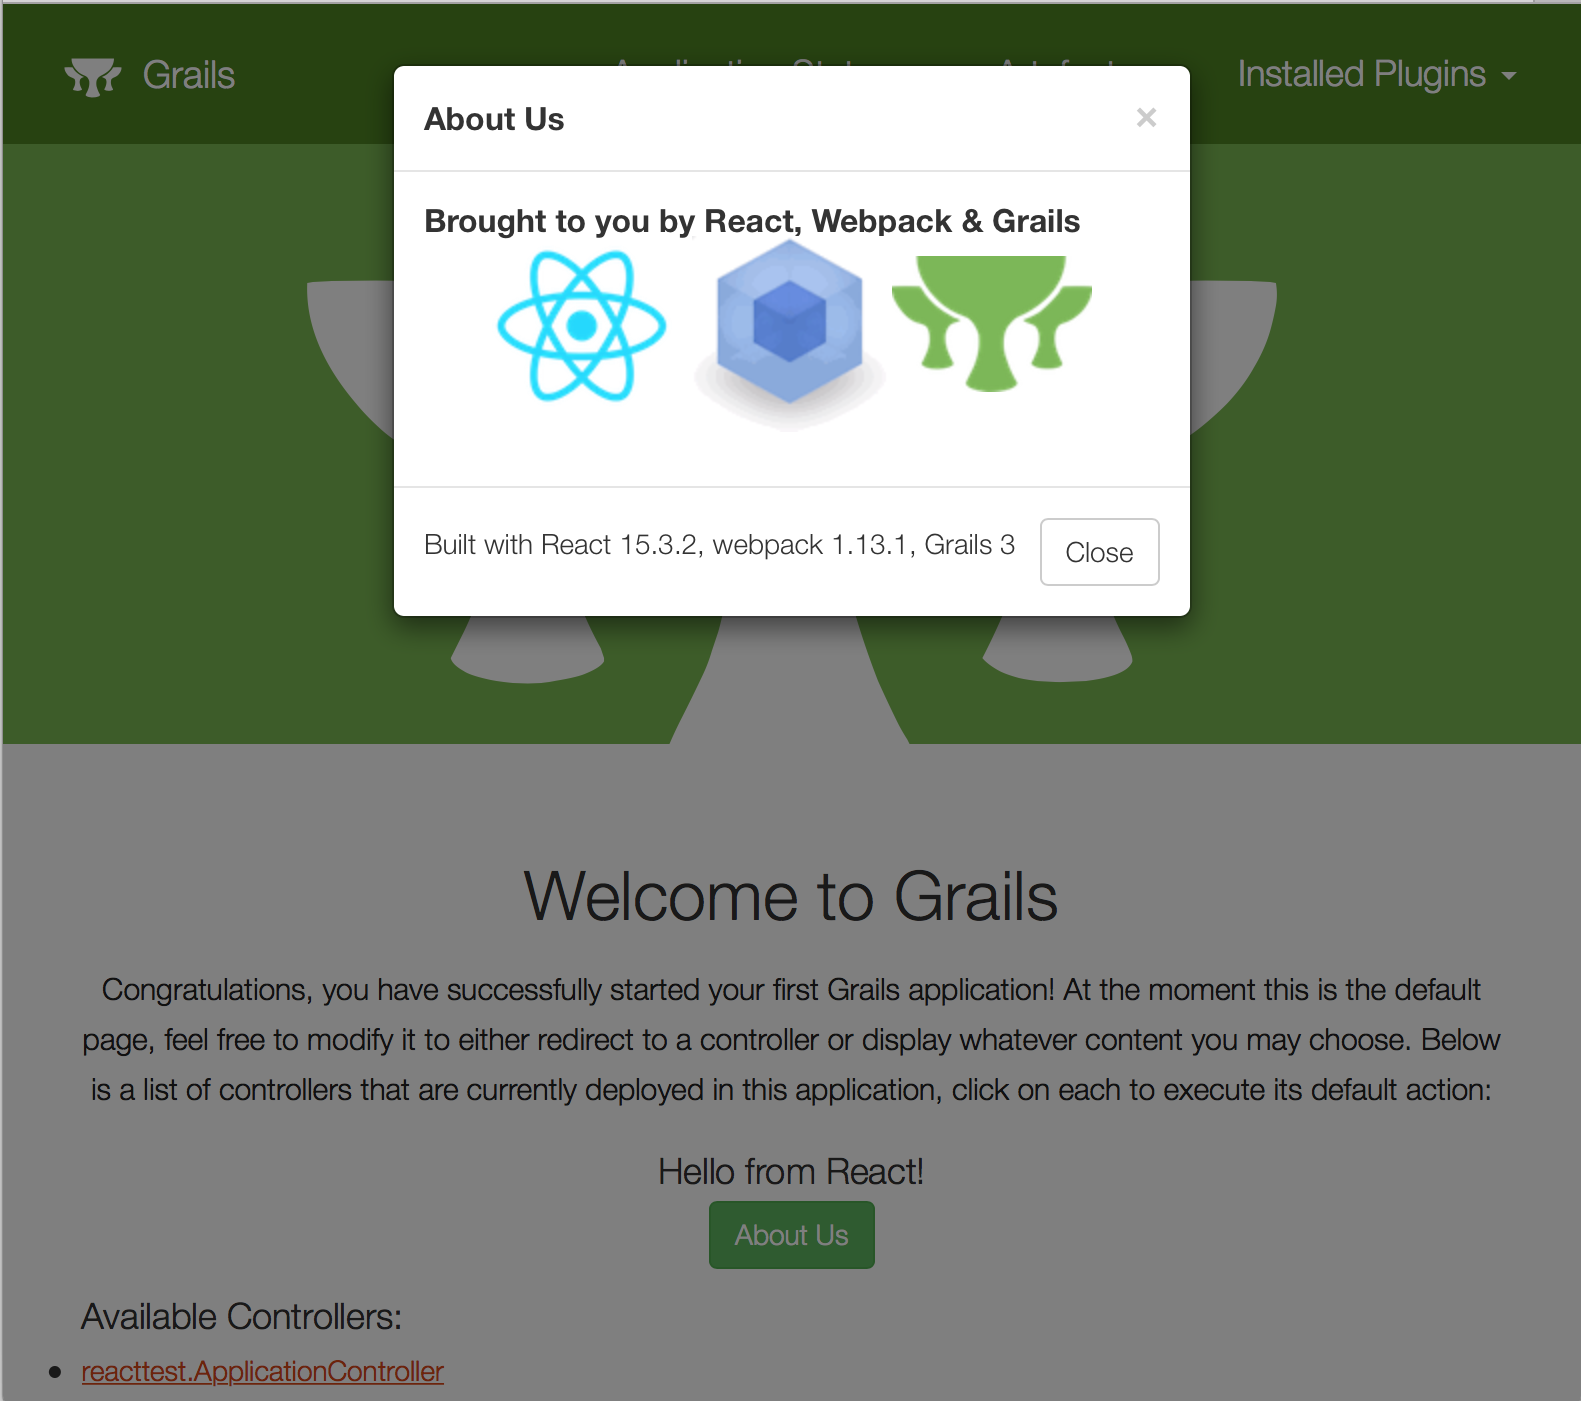 Grails
Installed Plugins
About Us
×
Brought to you by React, Webpack & Grails
Built with React 15.3.2, webpack 1.13.1, Grails 3
Close
Welcome to Grails
Congratulations, you have successfully started your first Grails application! At the moment this is the default
page, feel free to modify it to either redirect to a controller or display whatever content you may choose. Below
is a list of controllers that are currently deployed in this application, click on each to execute its default action:
Hello from React!
About Us
Available Controllers:
reacttest.ApplicationController